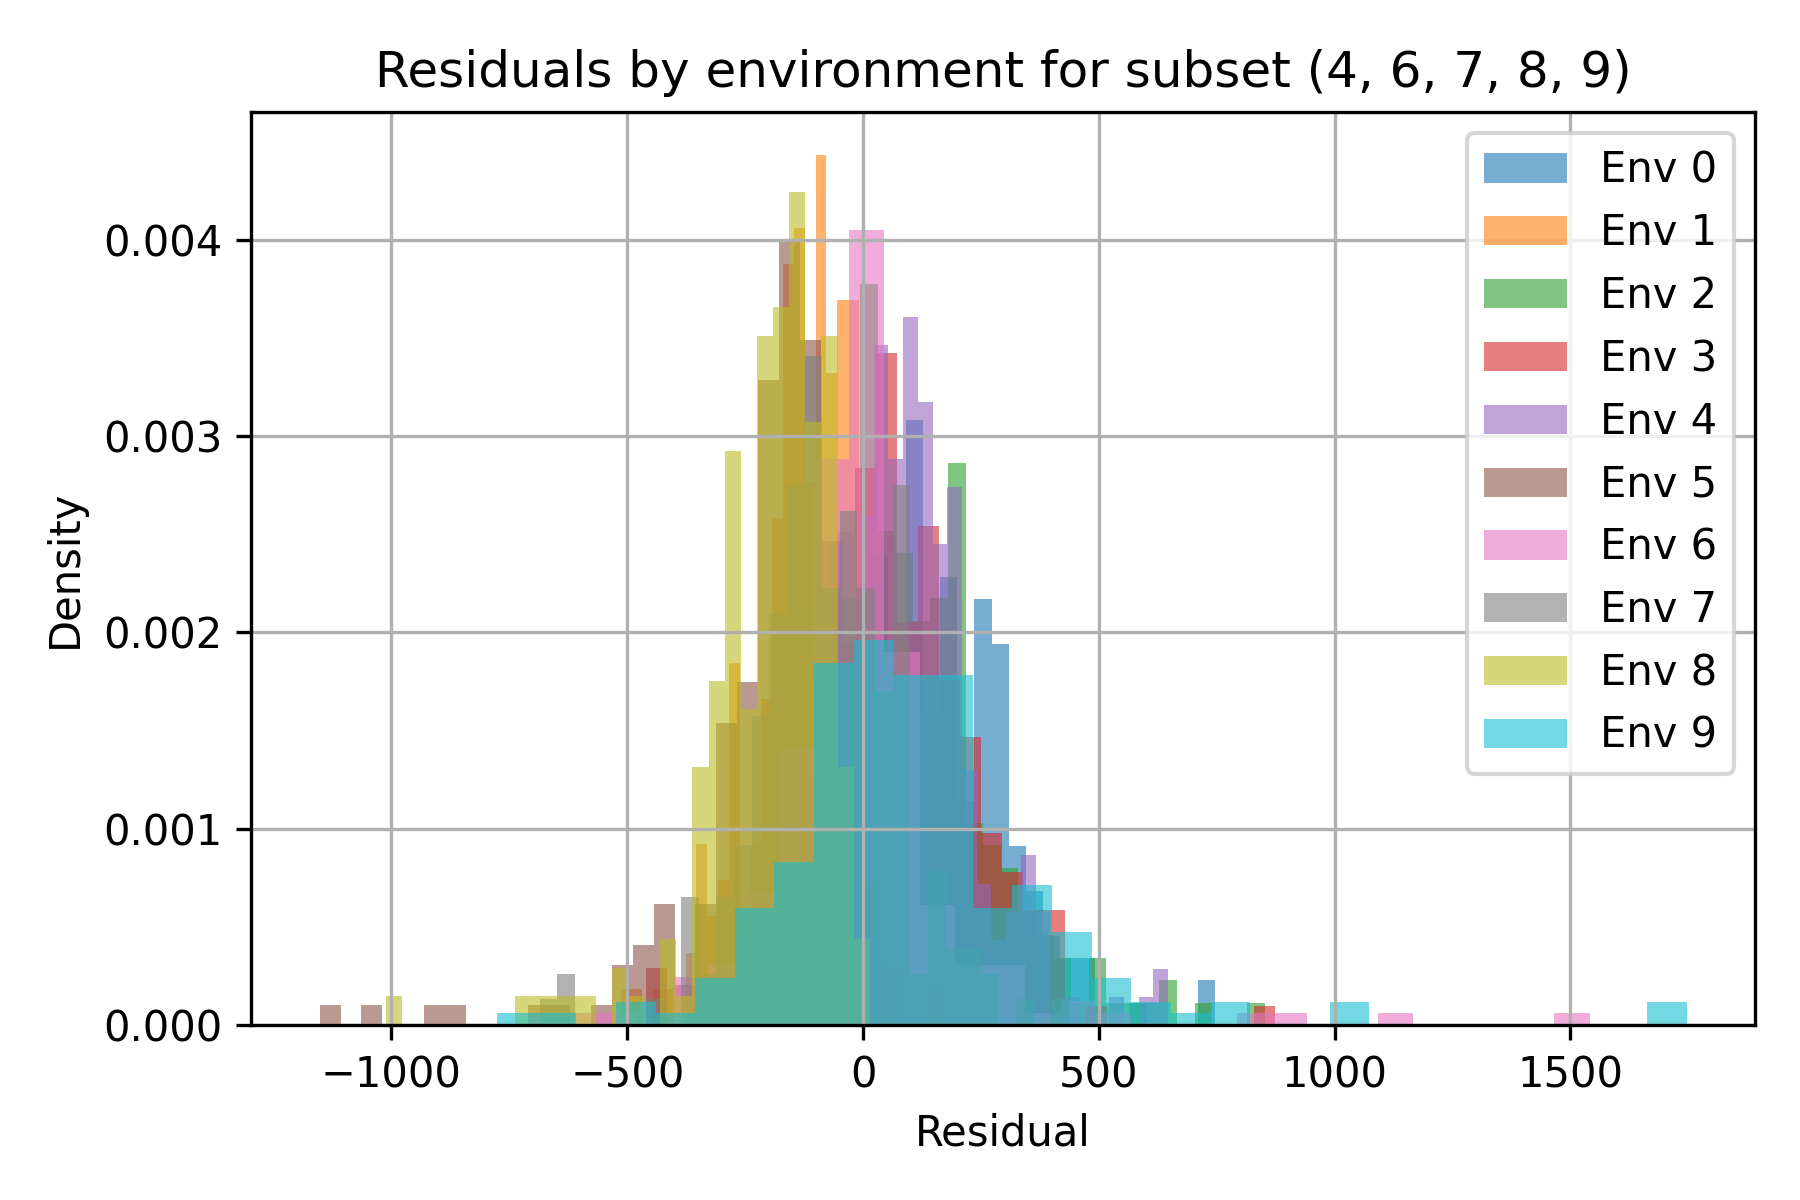 Residuals by environment for subset (4, 6, 7, 8, 9)
Density
0.004
0.003
0.002
0.001
0.000
−1000
−500
0
500
1000
1500
Residual
Env 0
Env 1
Env 2
Env 3
Env 4
Env 5
Env 6
Env 7
Env 8
Env 9